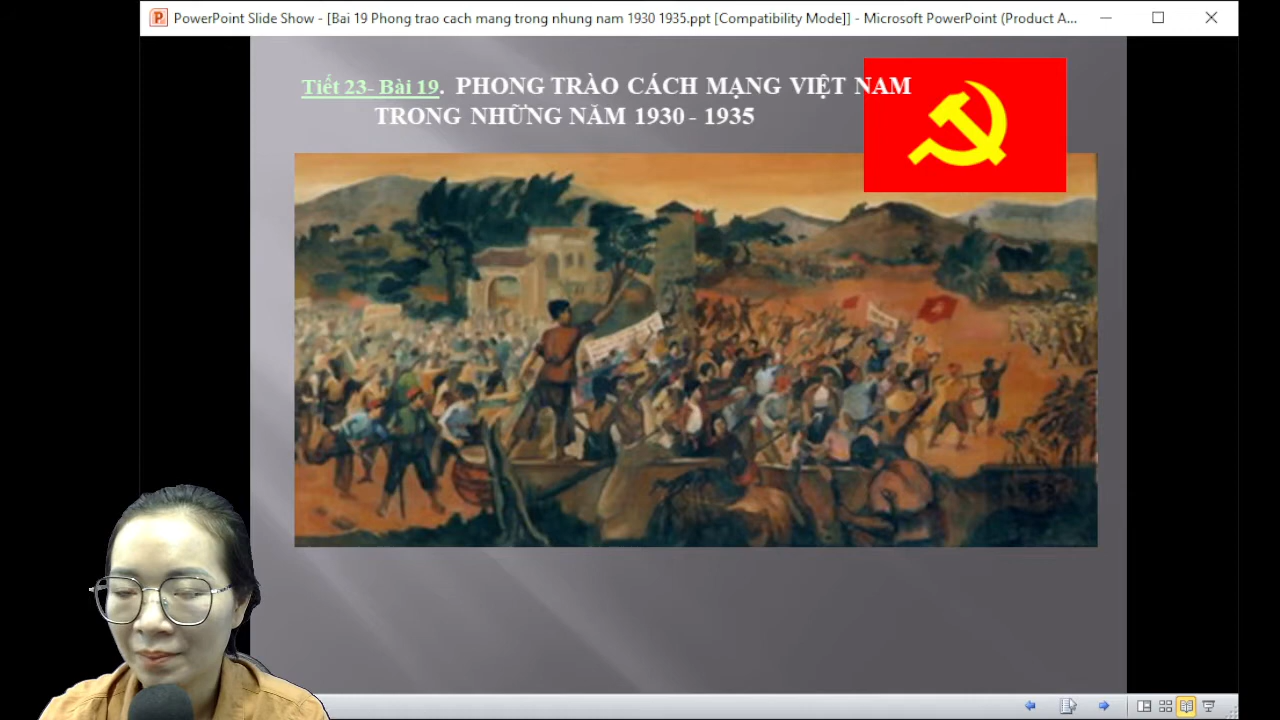 PowerPoint Slide Show - [Bai 19 Phong trao cach mang trong nhung nam 1930 1935.ppt [Compatibility Mode]] - Microsoft PowerPoint (Product A...
Tiết 23- Bài 19. PHONG TRÀO CÁCH MẠNG VIỆT NAM
TRONG NHỮNG NĂM 1930 - 1935